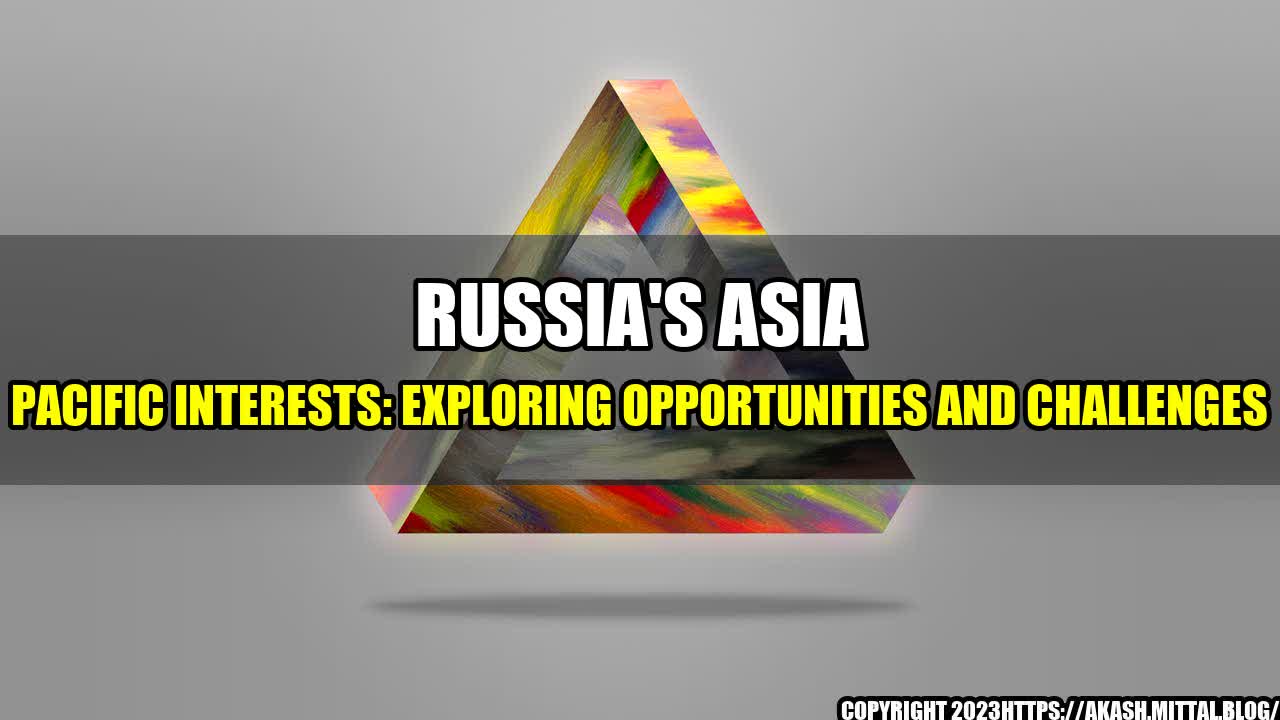 RUSSIA'S ASIA
PACIFIC INTERESTS: EXPLORING OPPORTUNITIES AND CHALLENGES
COPYRIGHT 2023HTTPS://AKASH.MITTAL.BLOG/